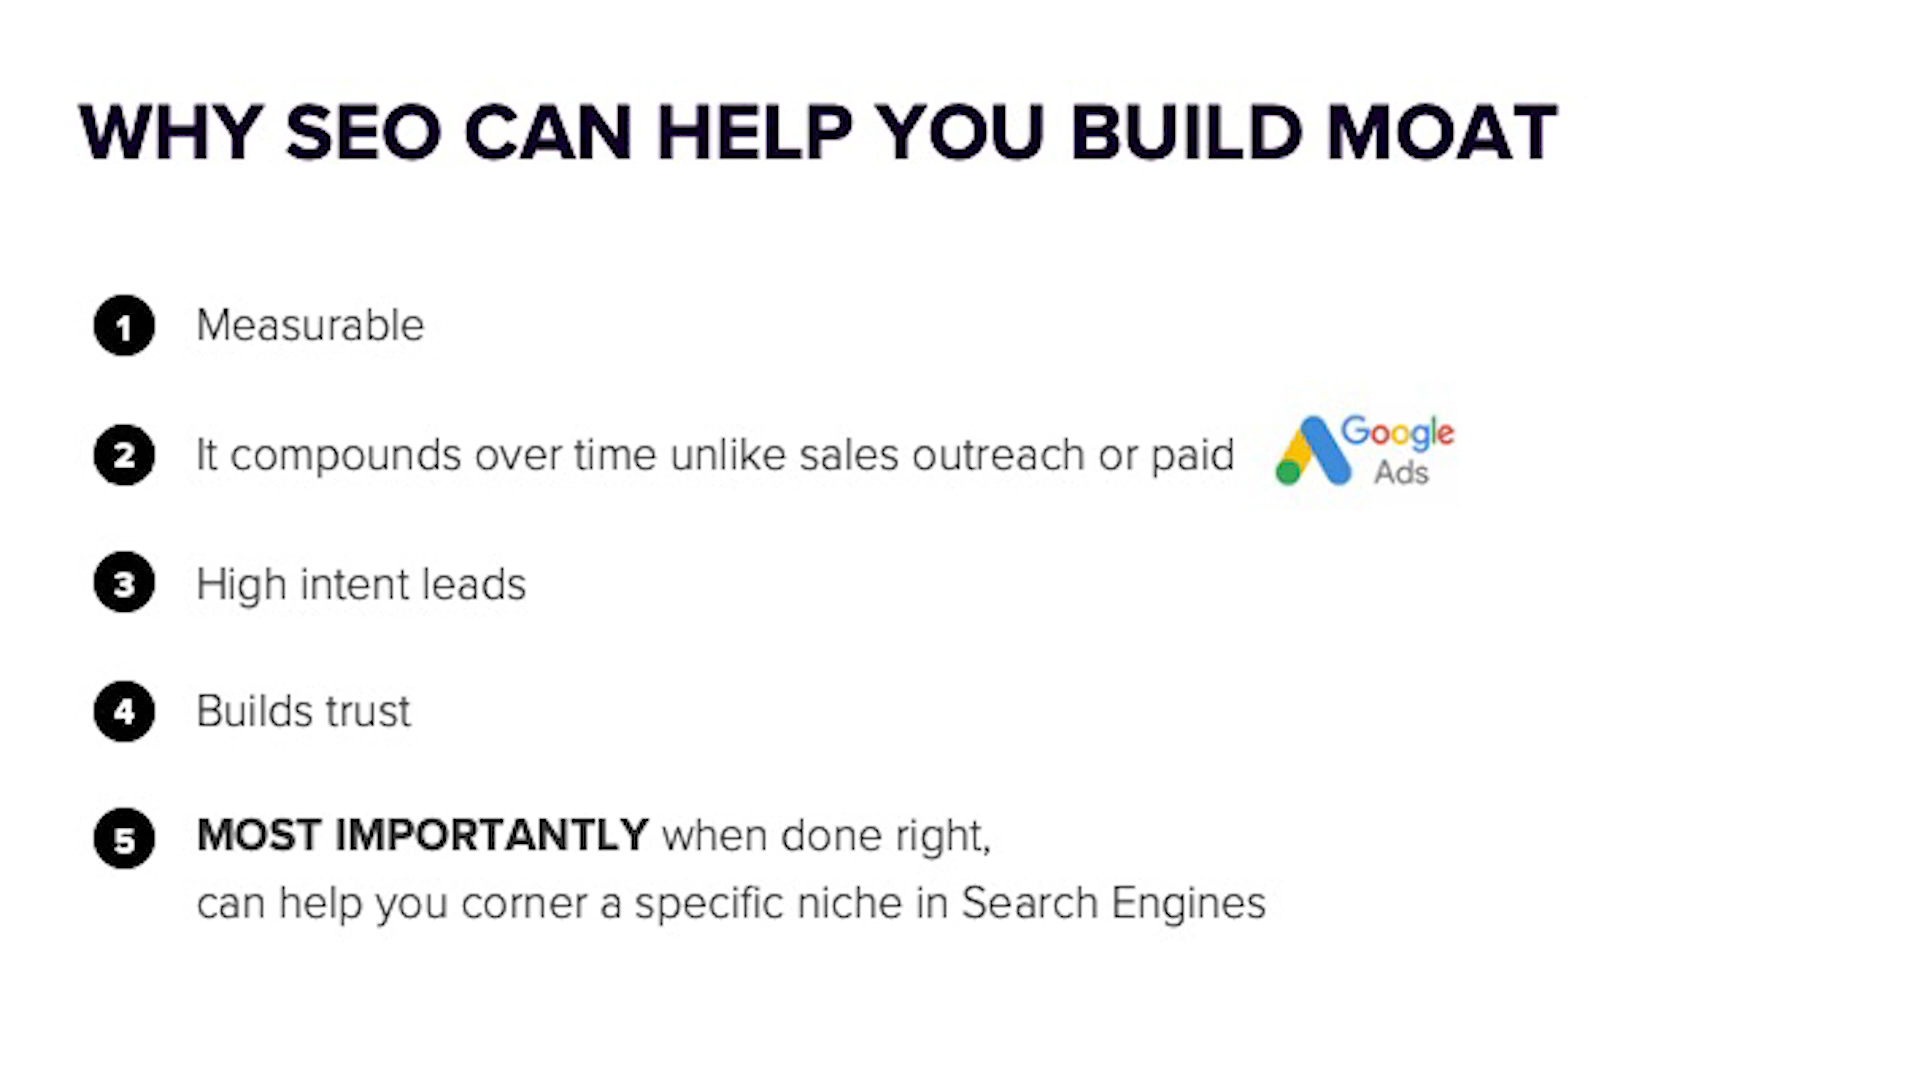 WHY SEO CAN HELP YOU BUILD MOAT
1 Measurable
2 It compounds over time unlike sales outreach or paid Google Ads
3 High intent leads
4 Builds trust
5 MOST IMPORTANTLY when done right,
can help you corner a specific niche in Search Engines